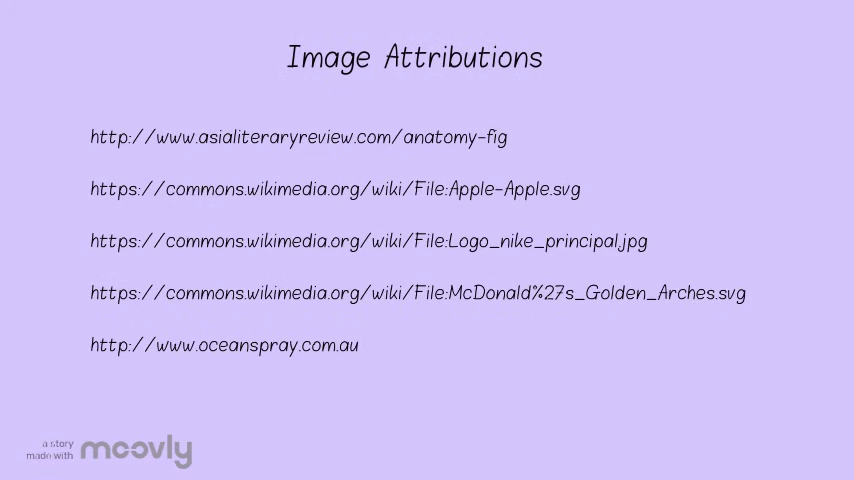 Image Attributions
http://www.asialiteraryreview.com/anatomy-fig
https://commons.wikimedia.org/wiki/File:Apple-Apple.svg
https://commons.wikimedia.org/wiki/File:Logo_nike_principal.jpg
https://commons.wikimedia.org/wiki/File:McDonald%27s_Golden_Arches.svg
http://www.oceanspray.com.au
a story
made with moovly